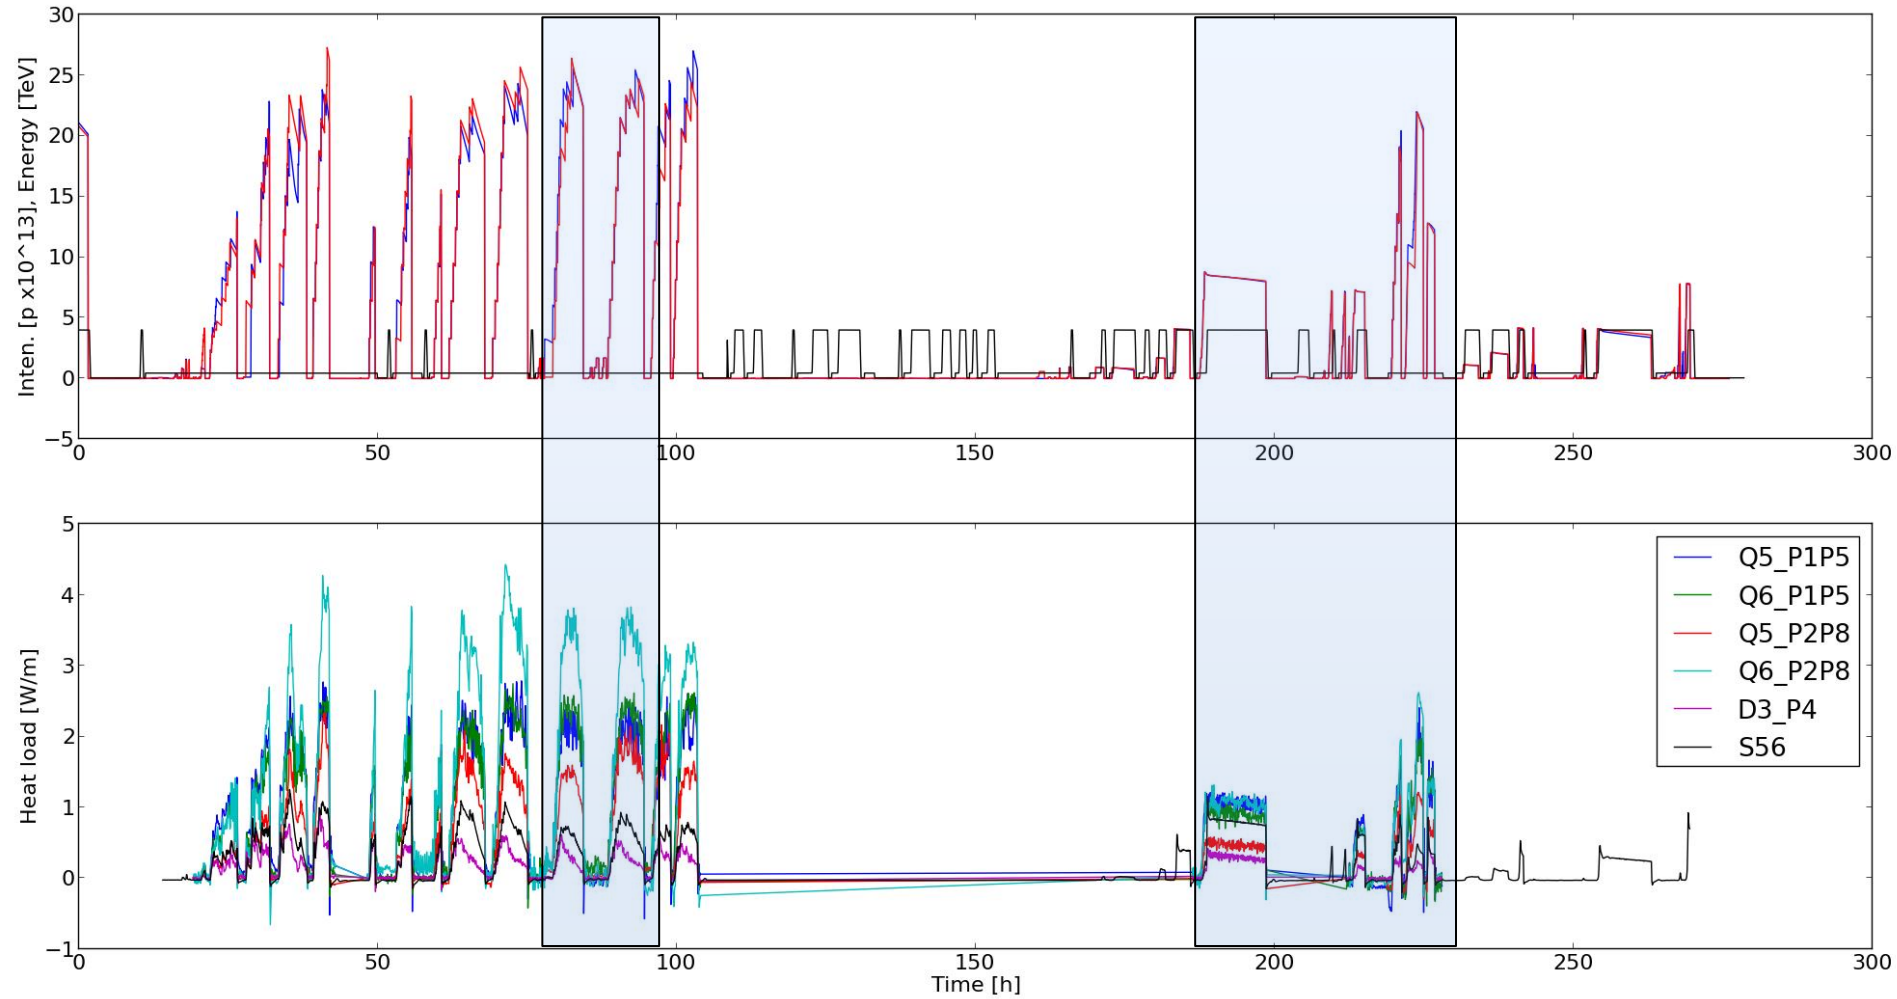 Inten. [p x10^13], Energy [TeV]
30
25
20
15
10
5
0
−5
0 50 100 150 200 250 300
Heat load [W/m]
5
4
3
2
1
0
−1
Q5_P1P5
Q6_P1P5
Q5_P2P8
Q6_P2P8
D3_P4
S56
0 50 100 150 200 250 300
Time [h]